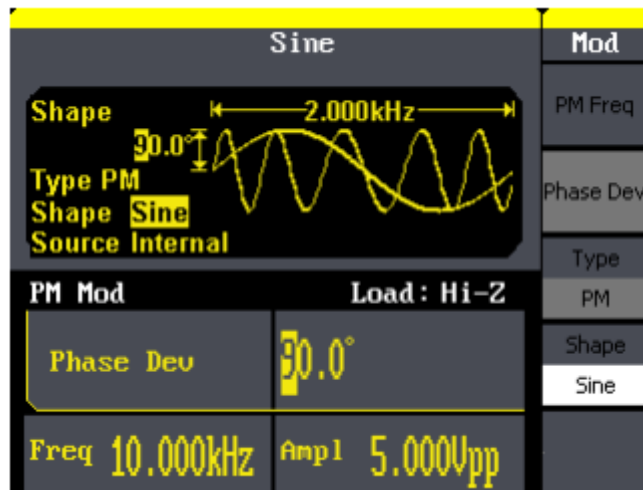 Sine
Mod
Shape
2.000kHz
90.0°
Type PM
Shape Sine
Source Internal
PM Mod
Load: Hi-Z
Phase Dev
90.0°
Freq 10.000kHz
Ampl 5.000Vpp
PM Freq
Phase Dev
Type
PM
Shape
Sine